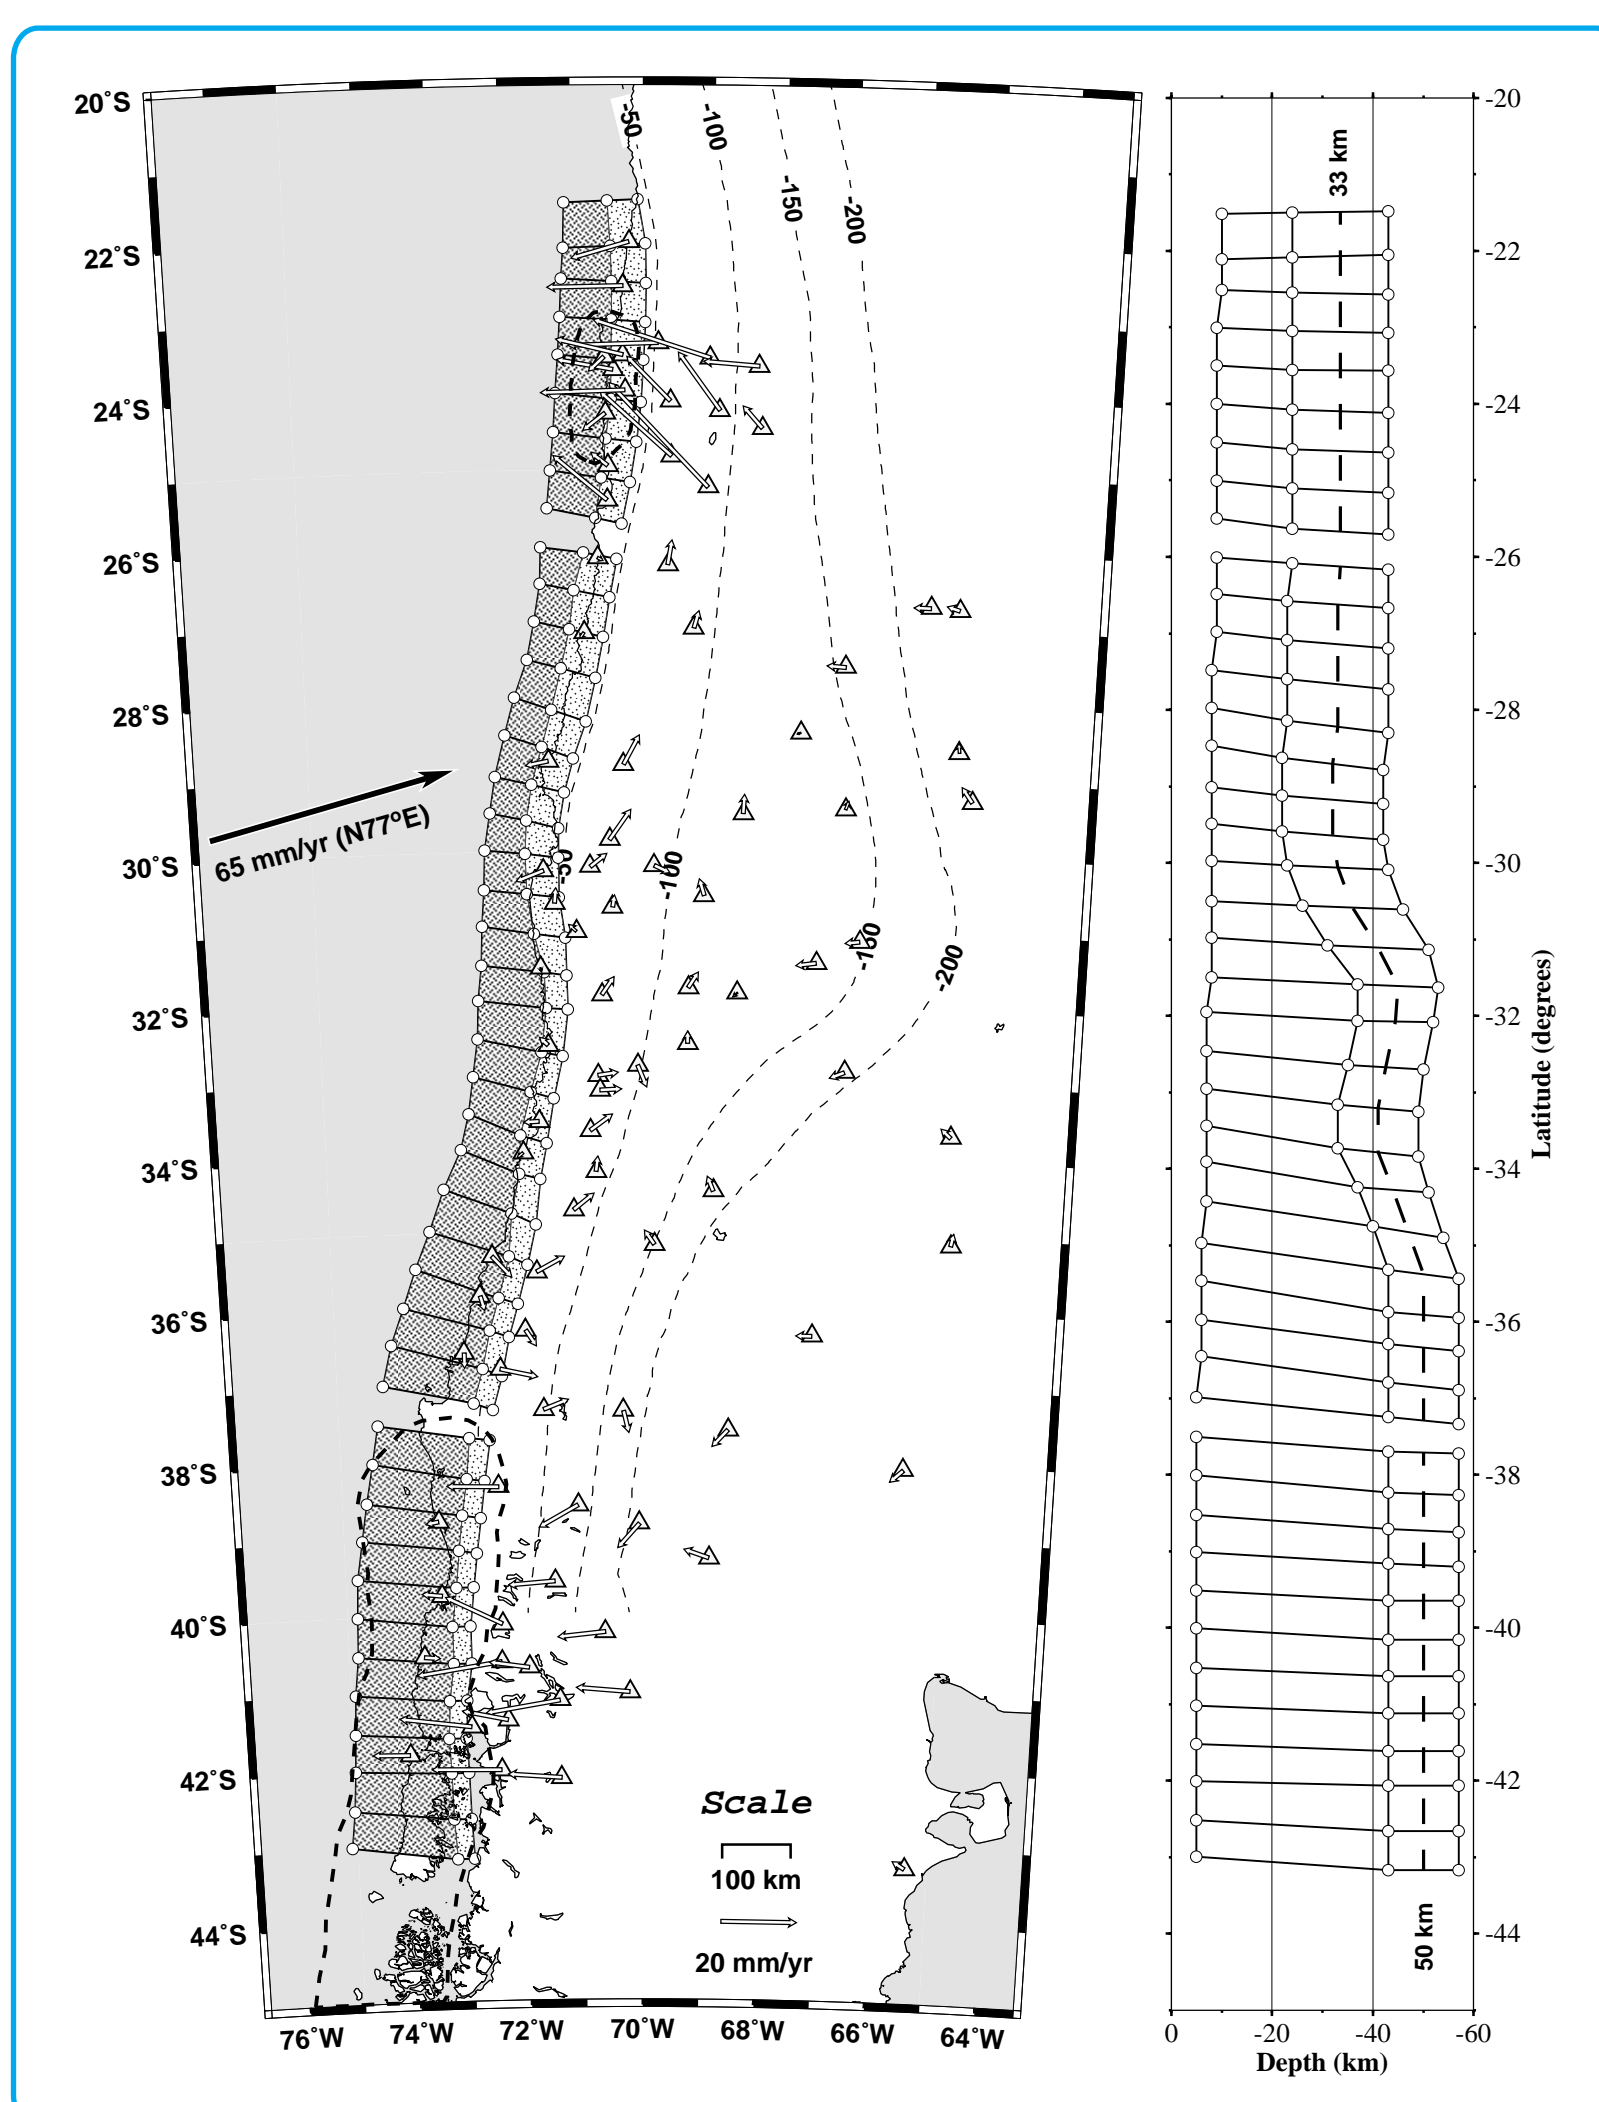 20˚S
22˚S
24˚S
26˚S
28˚S
30˚S
32˚S
34˚S
36˚S
38˚S
40˚S
42˚S
44˚S
76˚W
74˚W
72˚W
70˚W
68˚W
66˚W
64˚W
-50
-100
-150
-200
65 mm/yr (N77°E)
-50
-100
-150
-200
Scale
100 km
20 mm/yr
33 km
50 km
-20
-22
-24
-26
-28
-30
-32
-34
-36
-38
-40
-42
-44
Latitude (degrees)
0
-20
-40
-60
Depth (km)